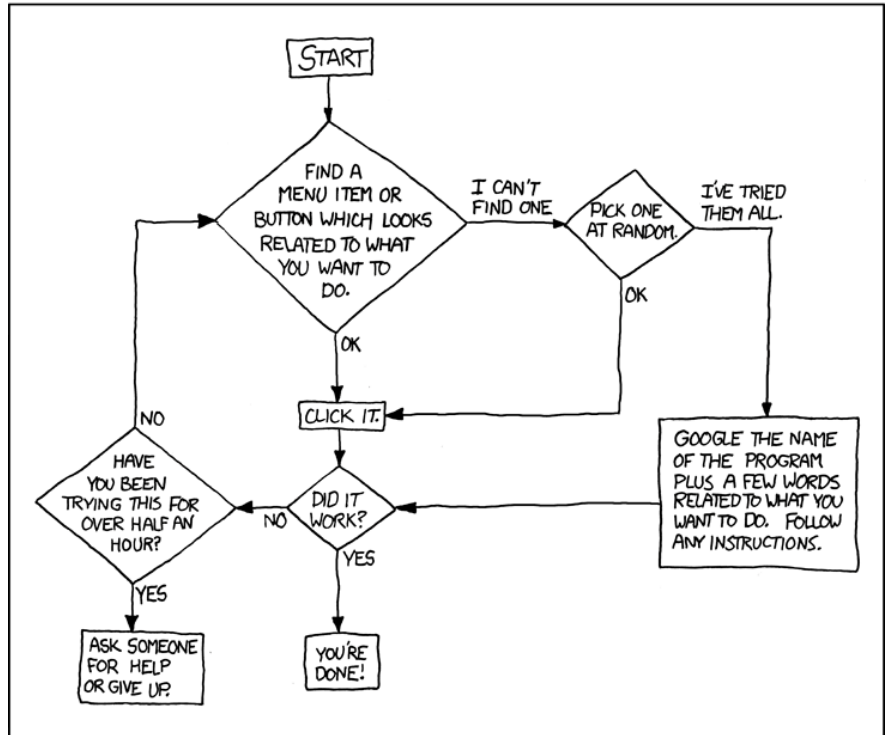 START
FIND A
MENU ITEM OR
BUTTON WHICH LOOKS
RELATED TO WHAT
YOU WANT TO
DO.
I CAN'T
FIND ONE
PICK ONE
AT RANDOM.
I'VE TRIED
THEM ALL.
OK
OK
CLICK IT.
NO
HAVE
YOU BEEN
TRYING THIS FOR
OVER HALF AN
HOUR?
NO
DID IT
WORK?
GOOGLE THE NAME
OF THE PROGRAM
PLUS A FEW WORDS
RELATED TO WHAT YOU
WANT TO DO. FOLLOW
ANY INSTRUCTIONS.
YES
YES
ASK SOMEONE
FOR HELP
OR GIVE UP.
YOU'RE
DONE!